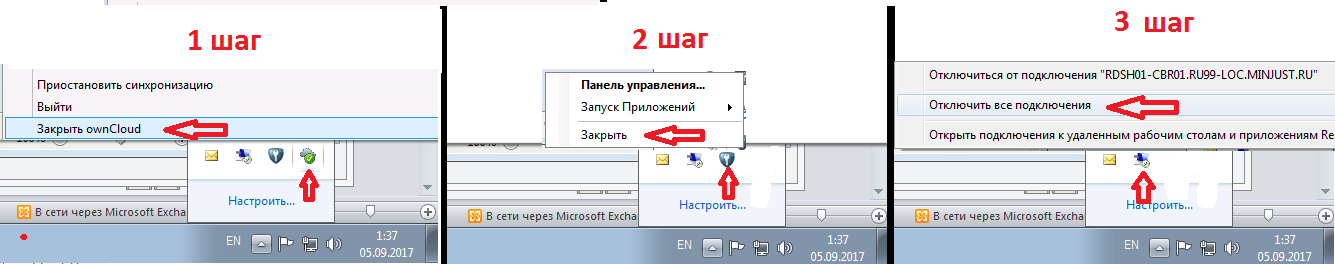 1 шаг
Приостановить синхронизацию
Выйти
Закрыть ownCloud
Настроить...
В сети через Microsoft Excha
EN
1:37
05.09.2017
2 шаг
Панель управления...
Запуск Приложений
Закрыть
Настроить...
В сети через Microsoft Excha
EN
1:37
05.09.2017
3 шаг
Отключиться от подключения "RDSH01-CBR01.RU99-LOC.MINJUST.RU"
Отключить все подключения
Открыть подключения к удаленным рабочим столам и приложениям Re
Настроить...
В сети через Microsoft Excha
EN
1:37
05.09.2017